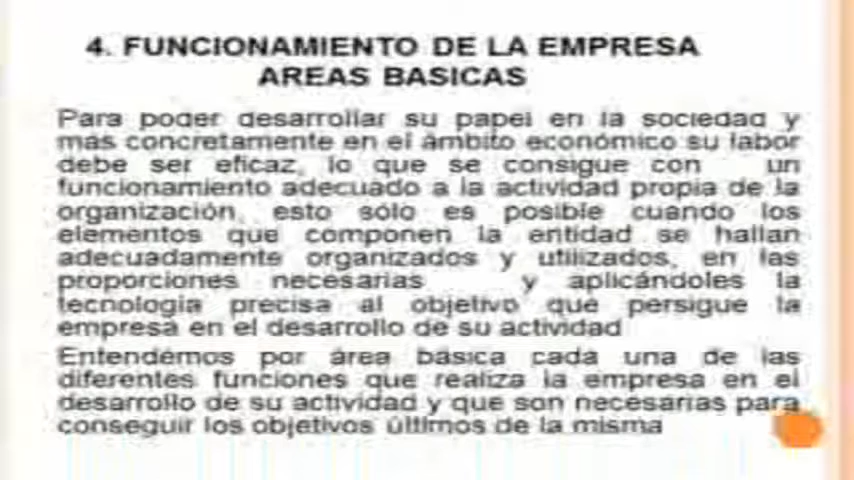 4. FUNCIONAMIENTO DE LA EMPRESA
AREAS BASICAS
Para poder desarrollar su papel en la sociedad y
mas concretamente en el ámbito económico su labor
debe ser eficaz, lo que se consigue con un
funcionamiento adecuado a la actividad propia de la
organización, esto sólo es posible cuando los
elementos que componen la entidad se hallan
adecuadamente organizados y utilizados, en las
proporciones necesarias y aplicándoles la
tecnología precisa al objetivo que persigue la
empresa en el desarrollo de su actividad
Entendemos por área básica cada una de las
diferentes funciones que realiza la empresa en el
desarrollo de su actividad y que son necesarias para
conseguir los objetivos últimos de la misma